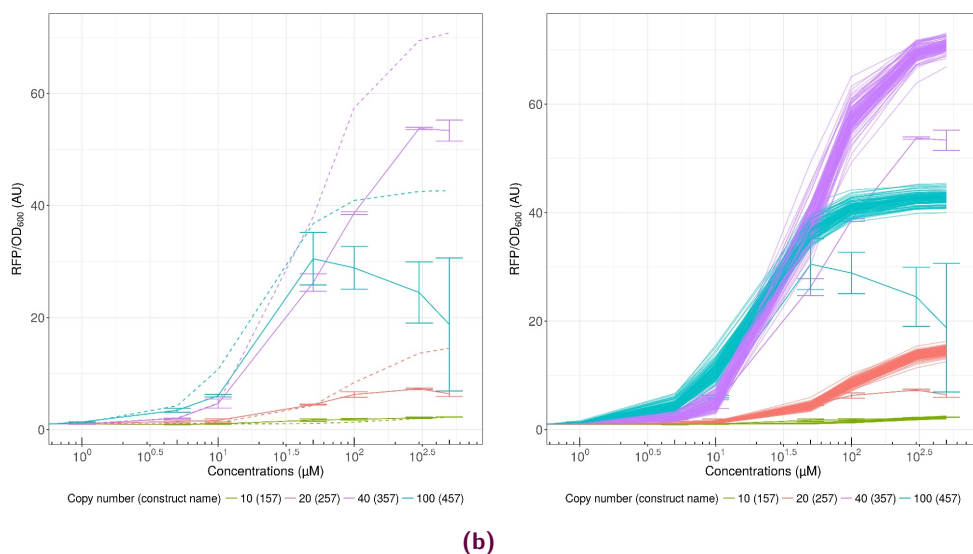 60
40
20
0
RFP/OD600 (AU)
10^0 10^0.5 10^1 10^1.5 10^2 10^2.5
Concentrations (µM)
Copy number (construct name) 10 (157) 20 (257) 40 (357) 100 (457)
60
40
20
0
RFP/OD600 (AU)
10^0 10^0.5 10^1 10^1.5 10^2 10^2.5
Concentrations (µM)
Copy number (construct name) 10 (157) 20 (257) 40 (357) 100 (457)
(b)